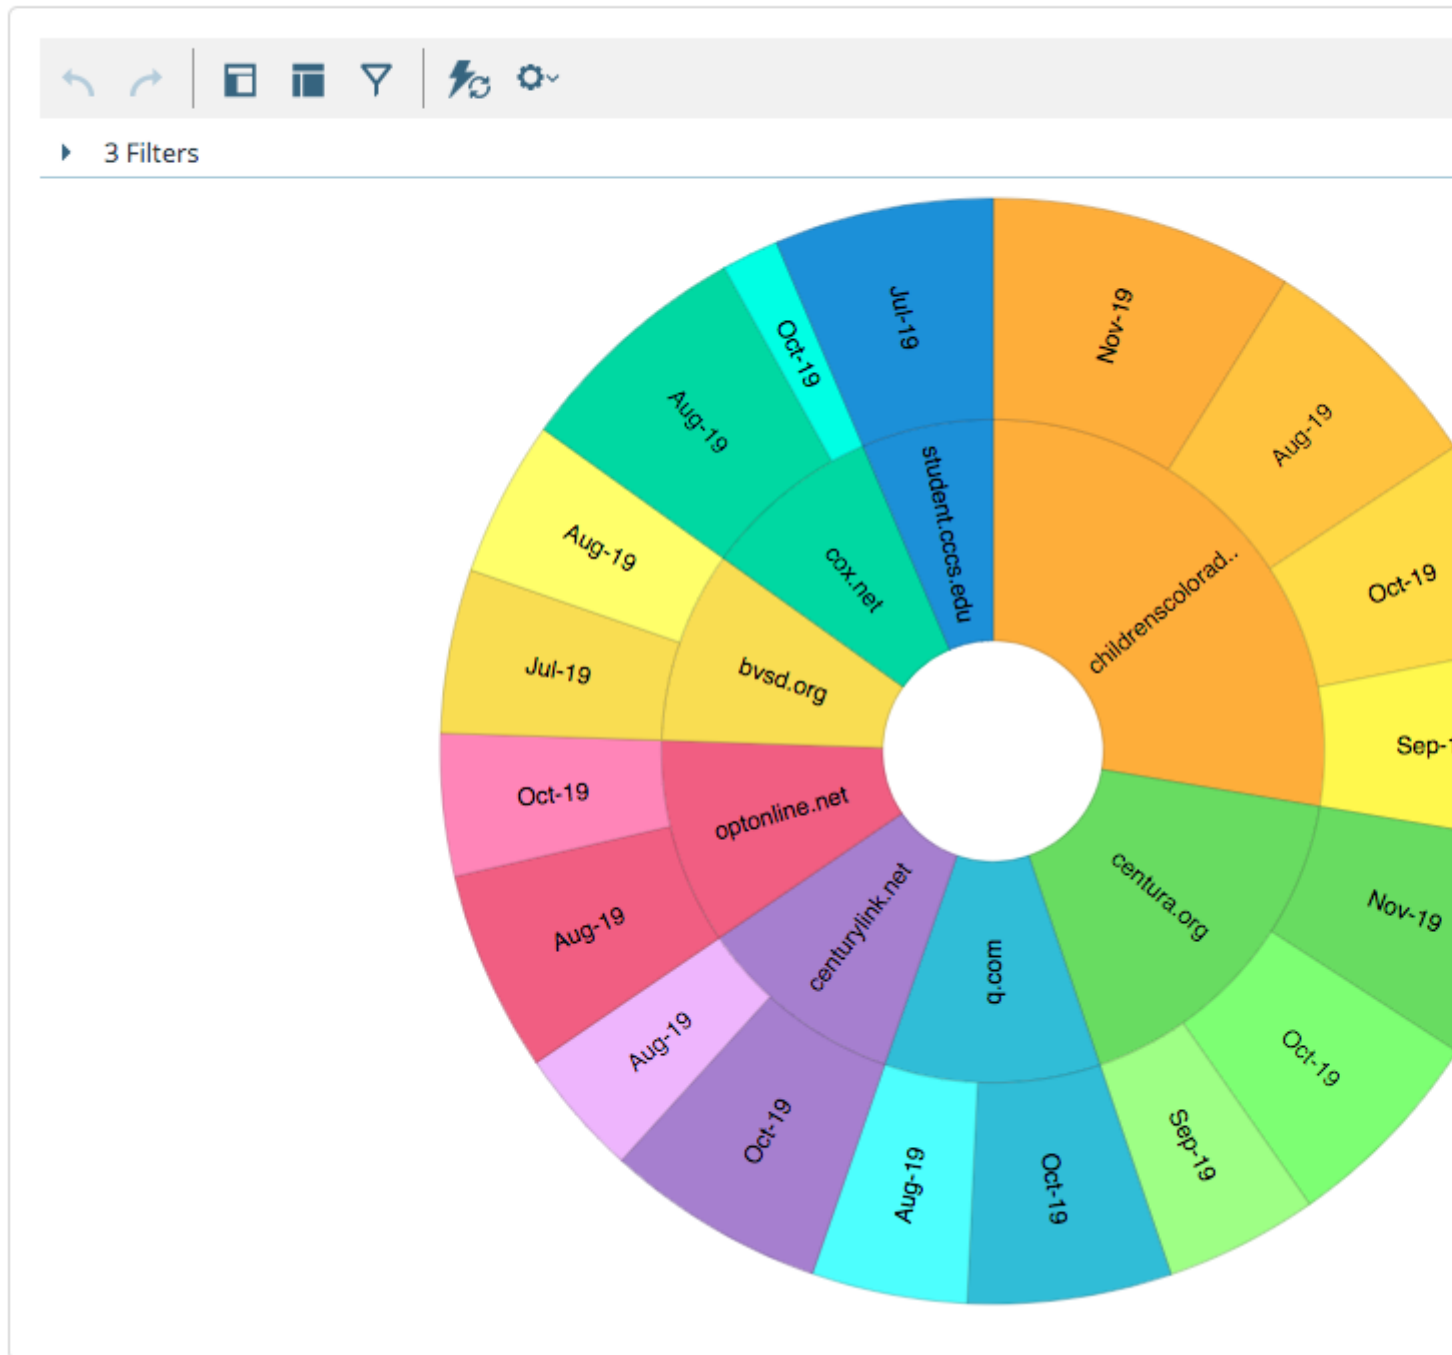 3 Filters
Jul-19
Nov-19
Aug-19
Oct-19
Sep-1
Nov-19
Oct-19
Sep-19
Oct-19
Aug-19
Oct-19
Aug-19
Aug-19
Oct-19
Jul-19
Aug-19
Aug-19
Oct-19
student.cccs.edu
childrenscolorad..
centura.org
q.com
centurylink.net
optonline.net
bvsd.org
cox.net